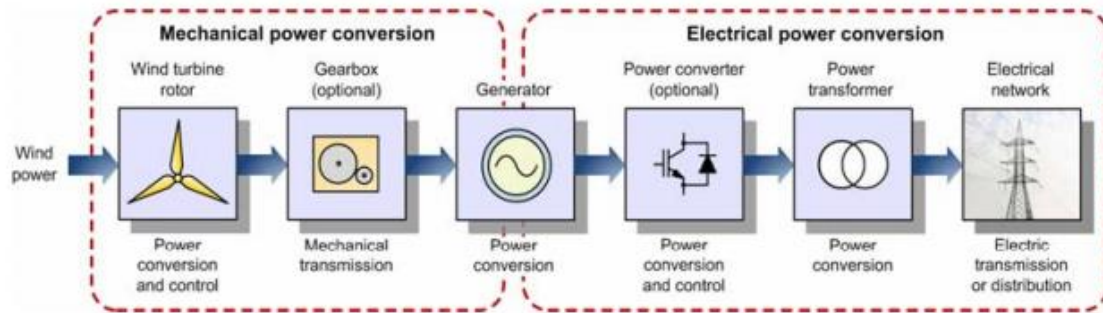 Mechanical power conversion
Electrical power conversion
Wind turbine
rotor
Gearbox
(optional)
Generator
Power converter
(optional)
Power
transformer
Electrical
network
Wind
power
Power
conversion
and control
Mechanical
transmission
Power
conversion
Power
conversion
and control
Power
conversion
Electric
transmission
or distribution